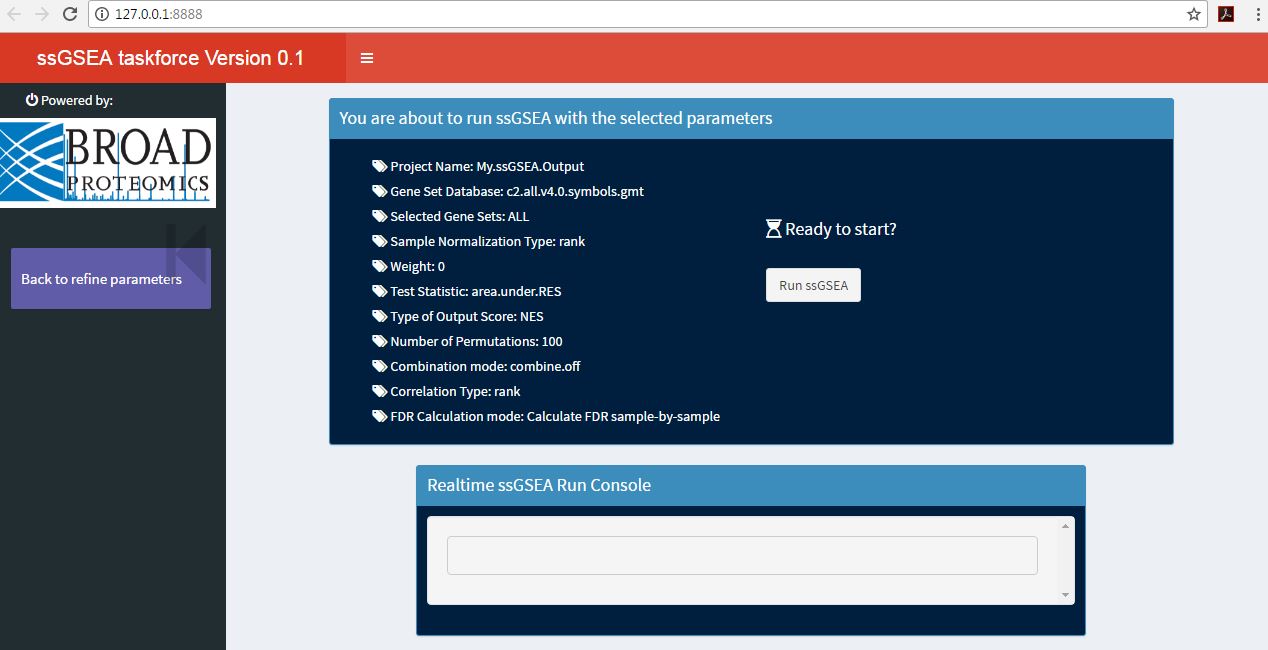 127.0.0.1:8888
ssGSEA taskforce Version 0.1
Powered by:
BROAD
PROTEOMICS
Back to refine parameters
You are about to run ssGSEA with the selected parameters
Project Name: My.ssGSEA.Output
Gene Set Database: c2.all.v4.0.symbols.gmt
Selected Gene Sets: ALL
Sample Normalization Type: rank
Weight: 0
Test Statistic: area.under.RES
Type of Output Score: NES
Number of Permutations: 100
Combination mode: combine.off
Correlation Type: rank
FDR Calculation mode: Calculate FDR sample-by-sample
Ready to start?
Run ssGSEA
Realtime ssGSEA Run Console